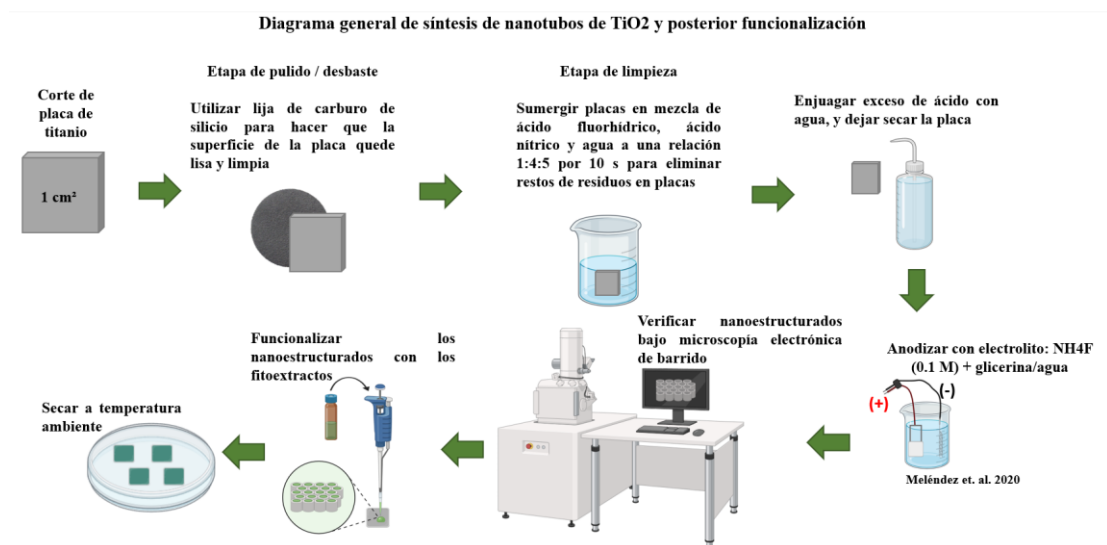 Diagrama general de síntesis de nanotubos de TiO2 y posterior funcionalización
Corte de
placa de
titanio
1 cm²
Etapa de pulido / desbaste
Utilizar lija de carburo de
silicio para hacer que la
superficie de la placa quede
lisa y limpia
Etapa de limpieza
Sumergir placas en mezcla de
ácido fluorhídrico, ácido
nítrico y agua a una relación
1:4:5 por 10 s para eliminar
restos de residuos en placas
Enjuagar exceso de ácido con
agua, y dejar secar la placa
Anodizar con electrolito: NH4F
(0.1 M) + glicerina/agua
(+)
(-)
Meléndez et. al. 2020
Verificar nanoestructurados
bajo microscopía electrónica
de barrido
Funcionalizar los
nanoestructurados con los
fitoextractos
Secar a temperatura
ambiente